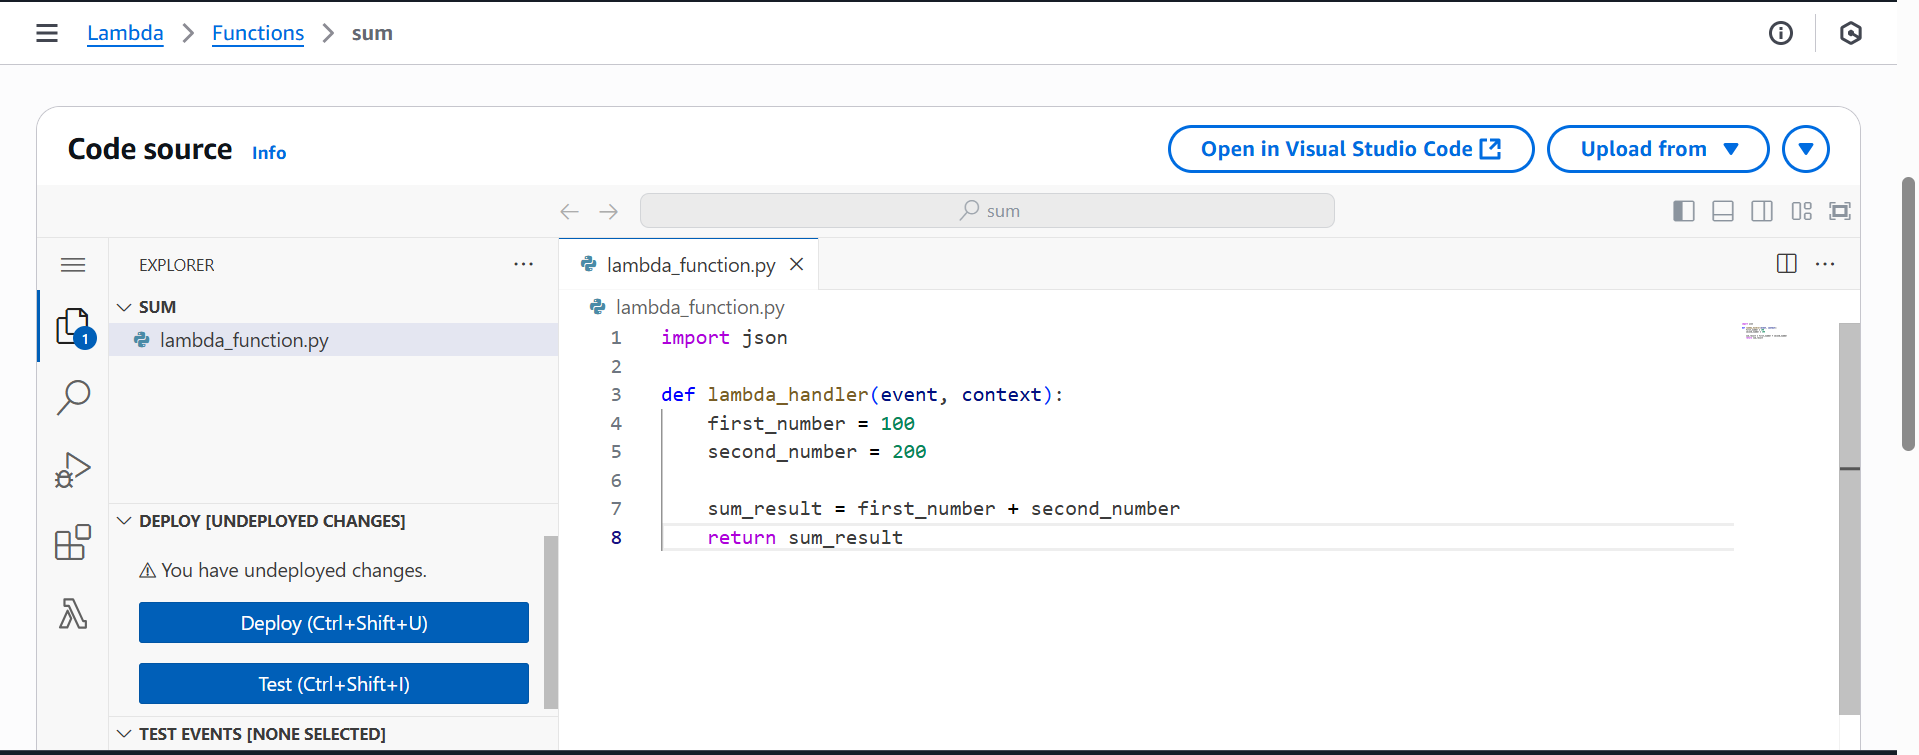 Lambda > Functions > sum
Code source Info
Open in Visual Studio Code
Upload from
sum
EXPLORER
SUM
lambda_function.py
1
DEPLOY [UNDEPLOYED CHANGES]
You have undeployed changes.
Deploy (Ctrl+Shift+U)
Test (Ctrl+Shift+I)
TEST EVENTS [NONE SELECTED]
lambda_function.py
lambda_function.py
1 import json
2
3 def lambda_handler(event, context):
4     first_number = 100
5     second_number = 200
6
7     sum_result = first_number + second_number
8     return sum_result